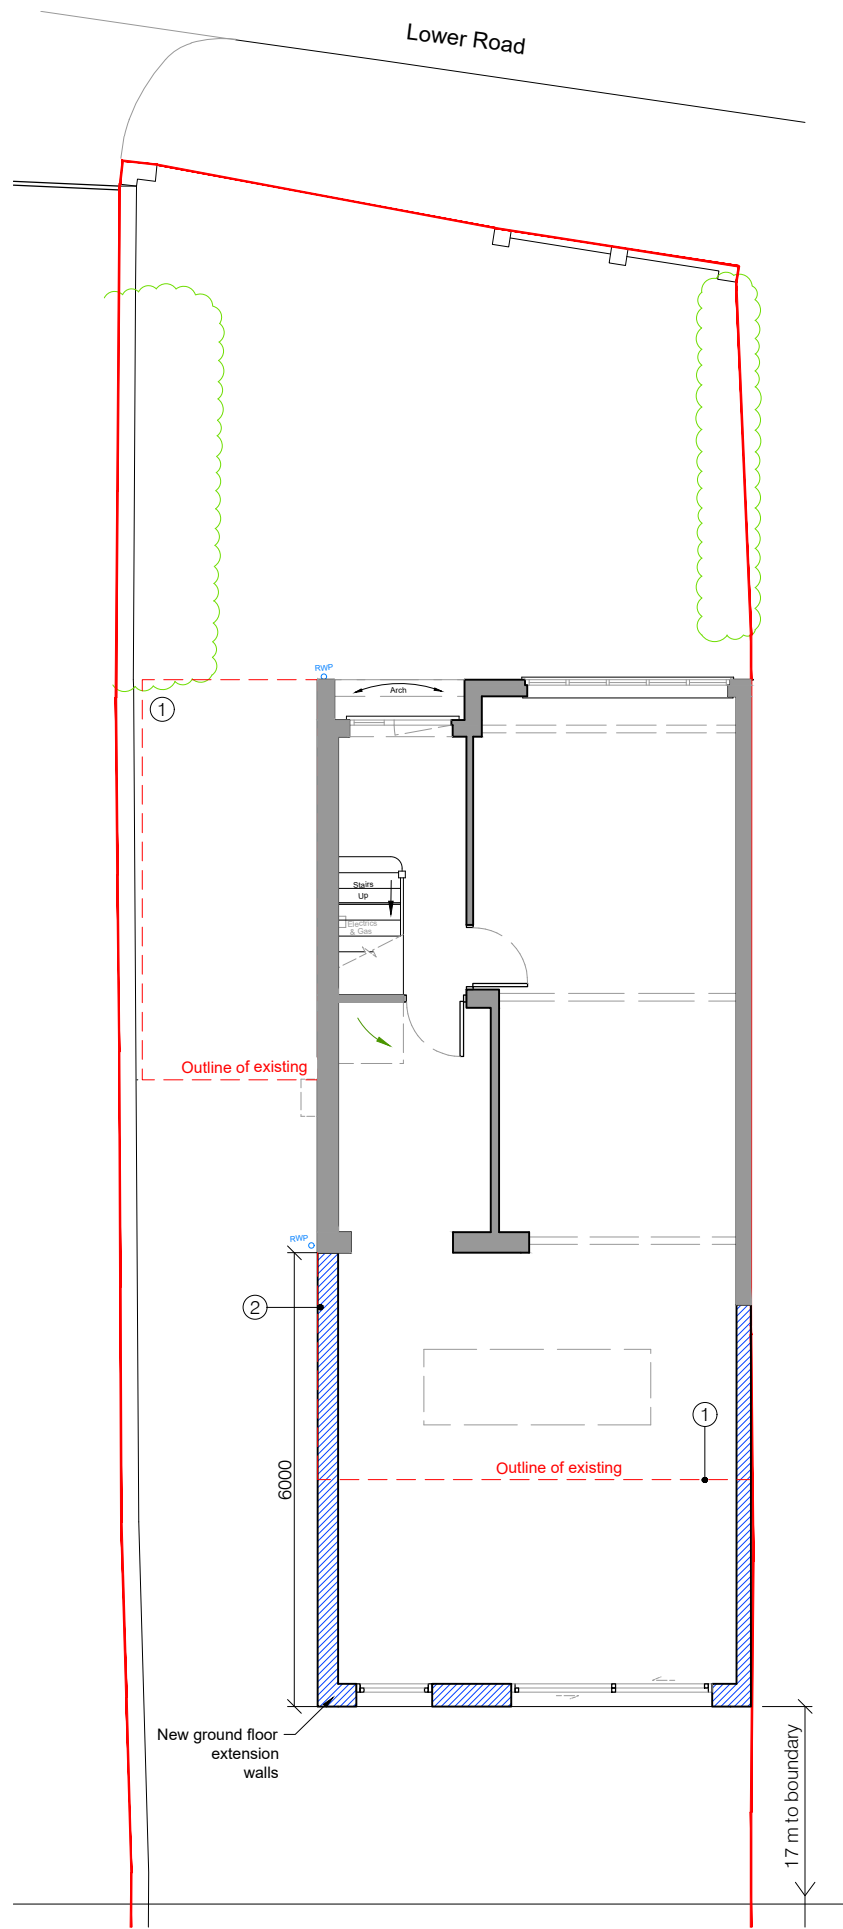 Lower Road
RWP
Arch
1
Stairs
Up
Electrics
& Gas
Outline of existing
RWP
2
1
Outline of existing
6000
New ground floor
extension
walls
17 m to boundary